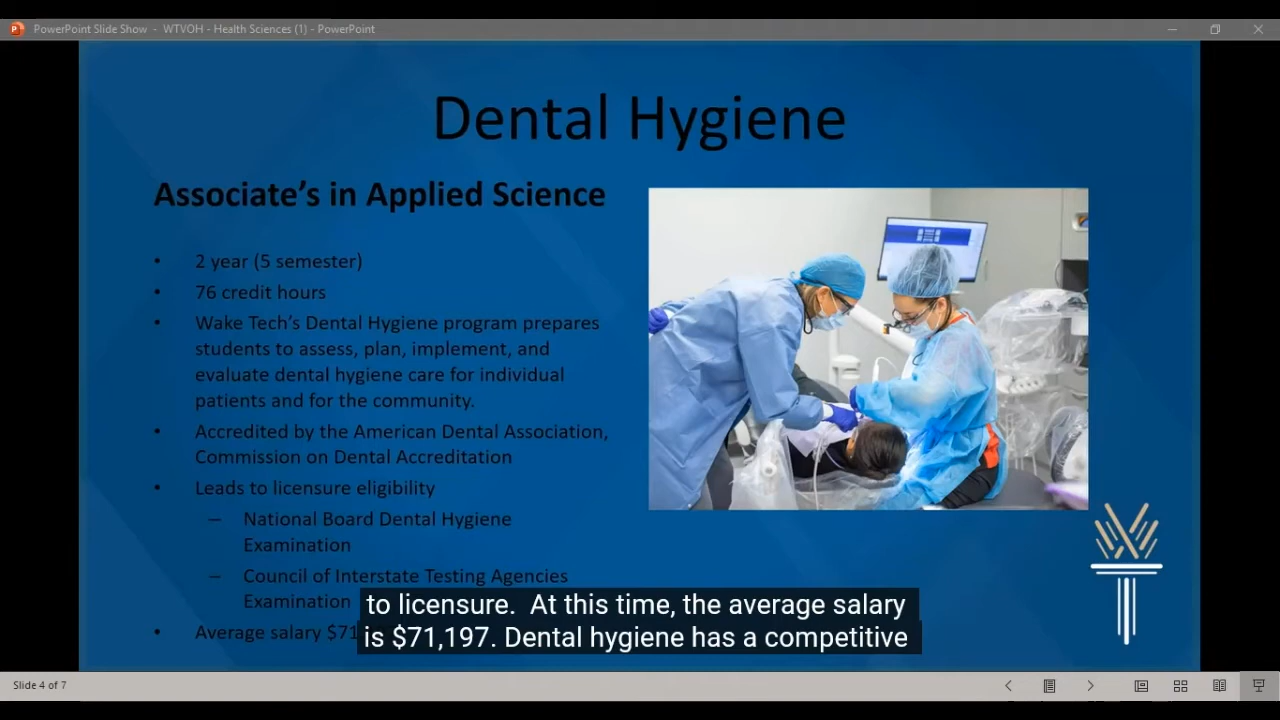 PowerPoint Slide Show - WTVOH - Health Sciences (1) - PowerPoint
Dental Hygiene
Associate's in Applied Science
• 2 year (5 semester)
• 76 credit hours
• Wake Tech's Dental Hygiene program prepares
students to assess, plan, implement, and
evaluate dental hygiene care for individual
patients and for the community.
• Accredited by the American Dental Association,
Commission on Dental Accreditation
• Leads to licensure eligibility
– National Board Dental Hygiene
Examination
– Council of Interstate Testing Agencies
Examination
• Average salary $71
to licensure. At this time, the average salary
is $71,197. Dental hygiene has a competitive
Slide 4 of 7